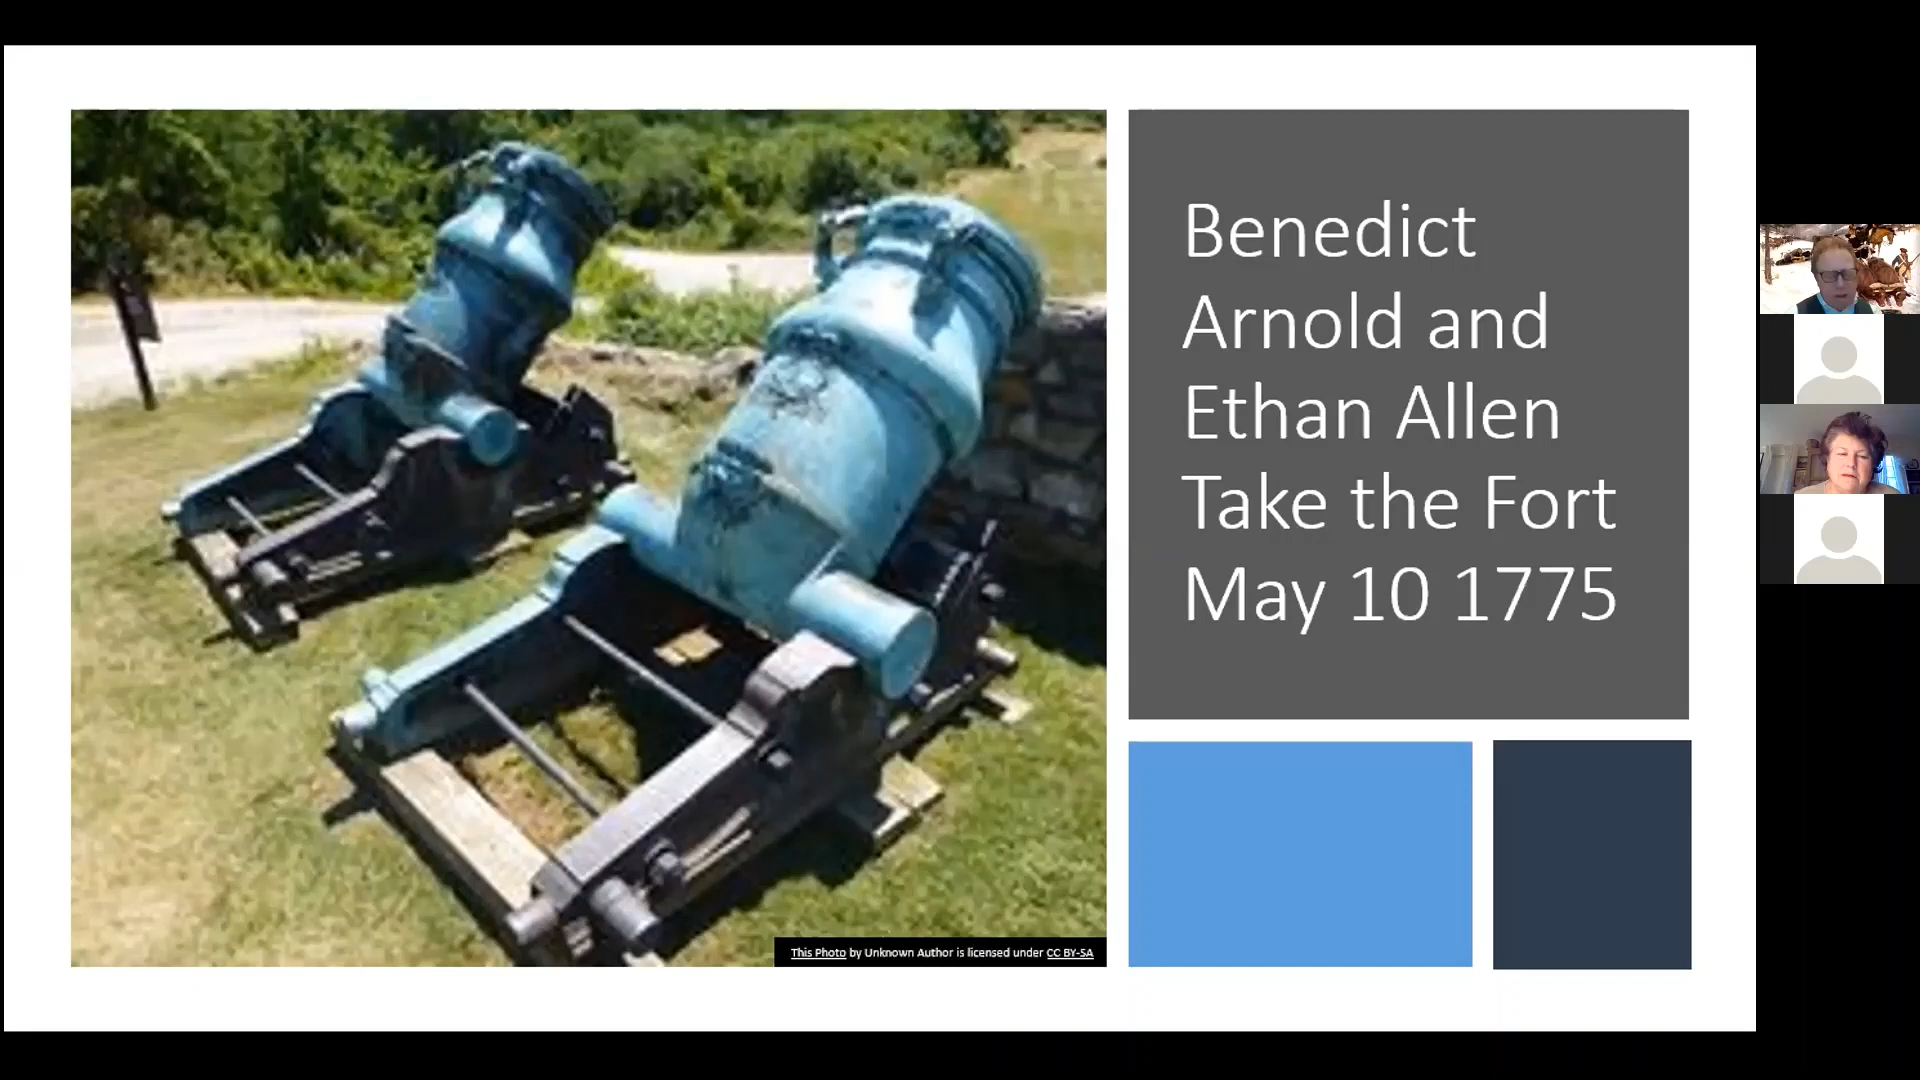 Benedict
Arnold and
Ethan Allen
Take the Fort
May 10 1775
This Photo by Unknown Author is licensed under CC BY-SA